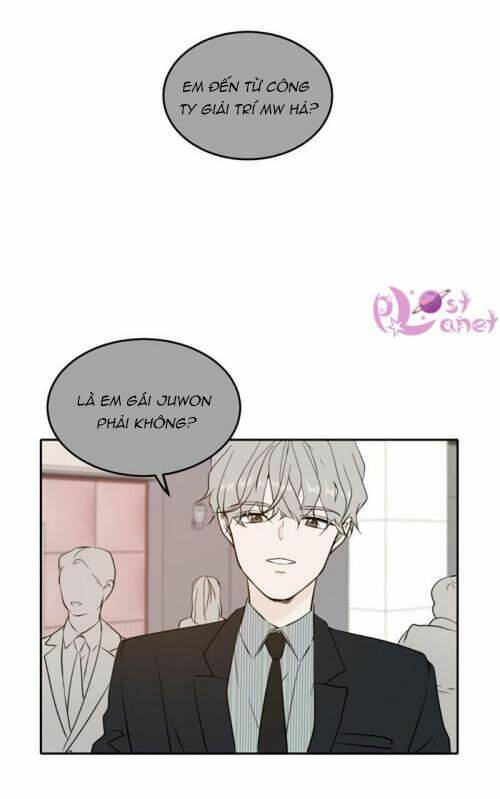 EM ĐẾN TỪ CÔNG
TY GIẢI TRÍ MW HẢ?
Lost
Planet
LÀ EM GÁI JUWON
PHẢI KHÔNG?